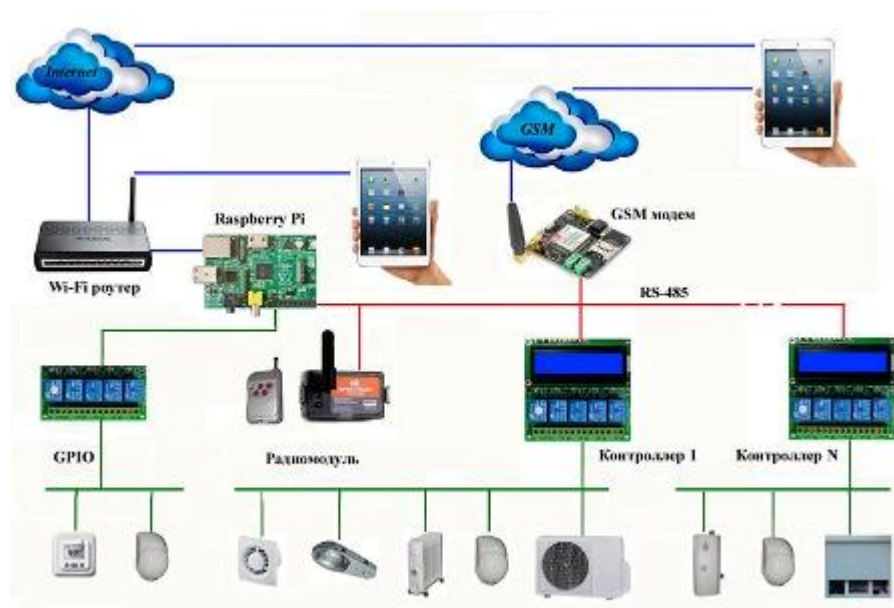 Internet
GSM
Raspberry Pi
GSM модем
Wi-Fi роутер
RS-485
GPIO
Радиомодуль
Контроллер 1
Контроллер N